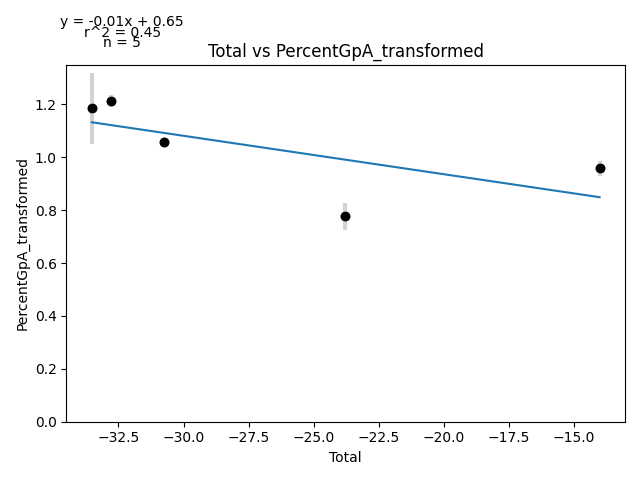 y = -0.01x + 0.65
r^2 = 0.45
n = 5
Total vs PercentGpA_transformed
PercentGpA_transformed
1.2
1.0
0.8
0.6
0.4
0.2
0.0
−32.5 −30.0 −27.5 −25.0 −22.5 −20.0 −17.5 −15.0
Total